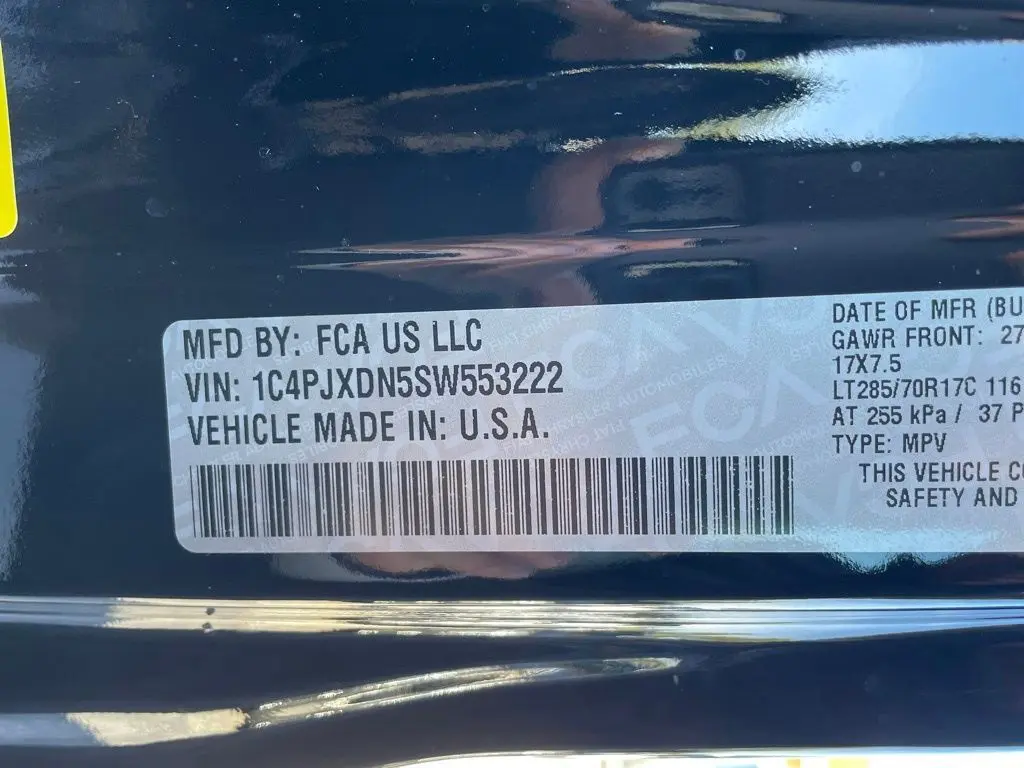 MFD BY: FCA US LLC
VIN: 1C4PJXDN5SW553222
VEHICLE MADE IN: U.S.A.
DATE OF MFR (BU
GAWR FRONT: 27
17X7.5
LT285/70R17C 116
AT 255 kPa / 37 P
TYPE: MPV
THIS VEHICLE CO
SAFETY AND